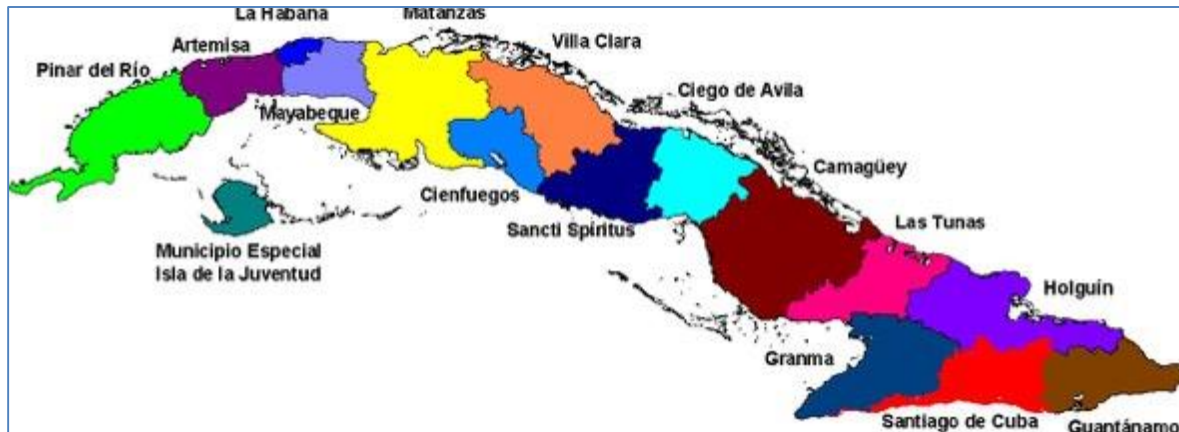 La Habana
Matanzas
Artemisa
Villa Clara
Pinar del Río
Ciego de Avila
Mayabeque
Camagüey
Cienfuegos
Las Tunas
Sancti Spiritus
Municipio Especial
Isla de la Juventud
Holguin
Granma
Santiago de Cuba
Guantánamo